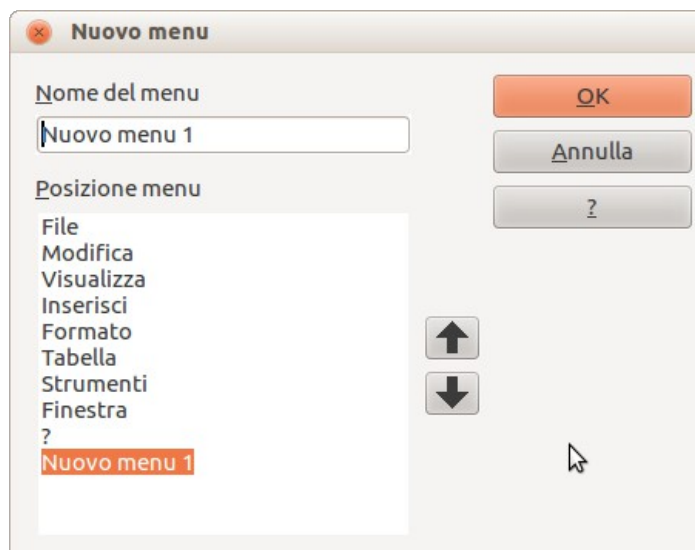 Nuovo menu
Nome del menu
OK
Nuovo menu 1
Annulla
Posizione menu
?
File
Modifica
Visualizza
Inserisci
Formato
Tabella
Strumenti
Finestra
?
Nuovo menu 1